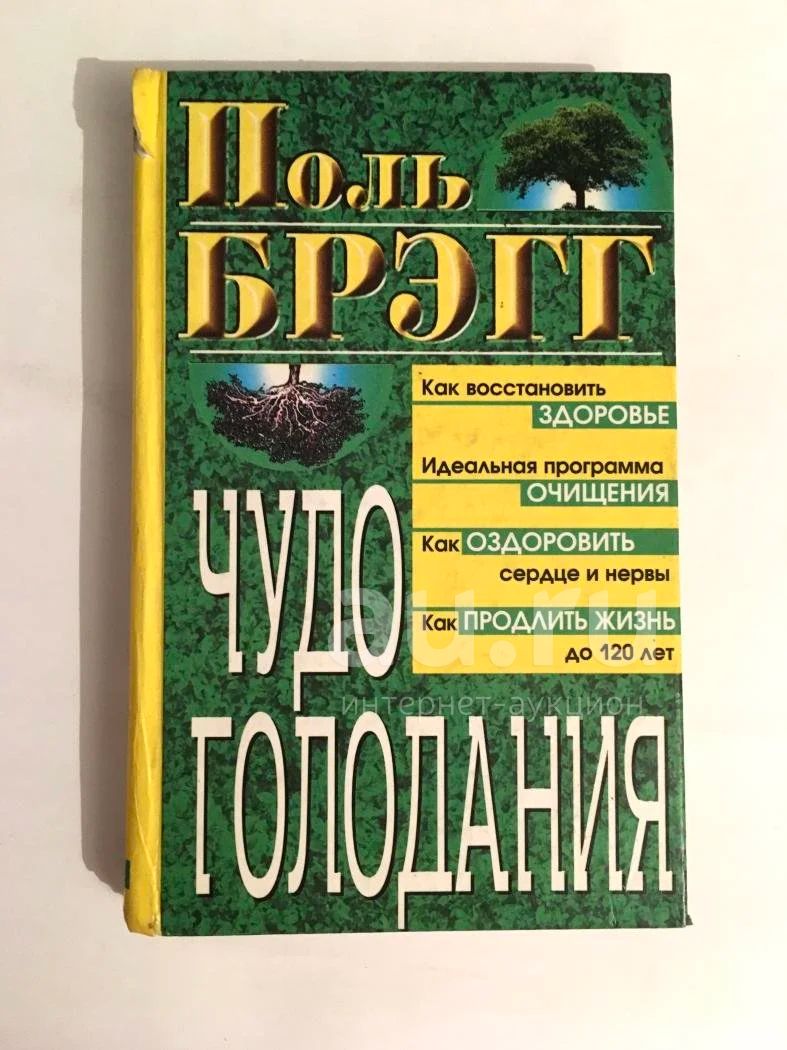 Поль
БРЭГГ
Как восстановить
ЗДОРОВЬЕ
Идеальная программа
ОЧИЩЕНИЯ
Как ОЗДОРОВИТЬ
сердце и нервы
Как ПРОДЛИТЬ ЖИЗНЬ
до 120 лет
ЧУДО
ГОЛОДАНИЯ
au.ru
интернет-аукцион